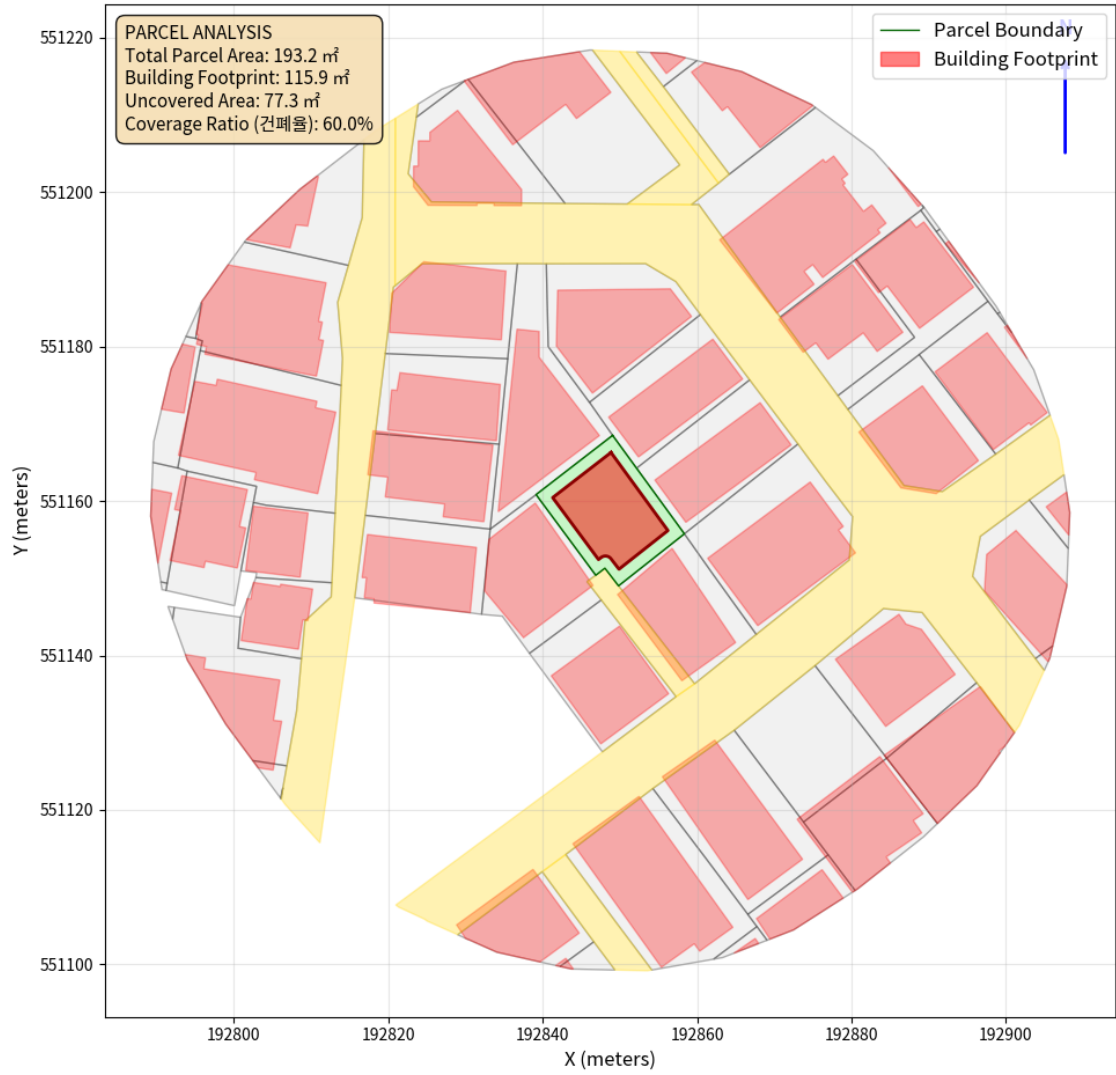 PARCEL ANALYSIS
Total Parcel Area: 193.2 ㎡
Building Footprint: 115.9 ㎡
Uncovered Area: 77.3 ㎡
Coverage Ratio (건폐율): 60.0%
Parcel Boundary
Building Footprint
N
551220
551200
551180
551160
551140
551120
551100
Y (meters)
192800
192820
192840
192860
192880
192900
X (meters)